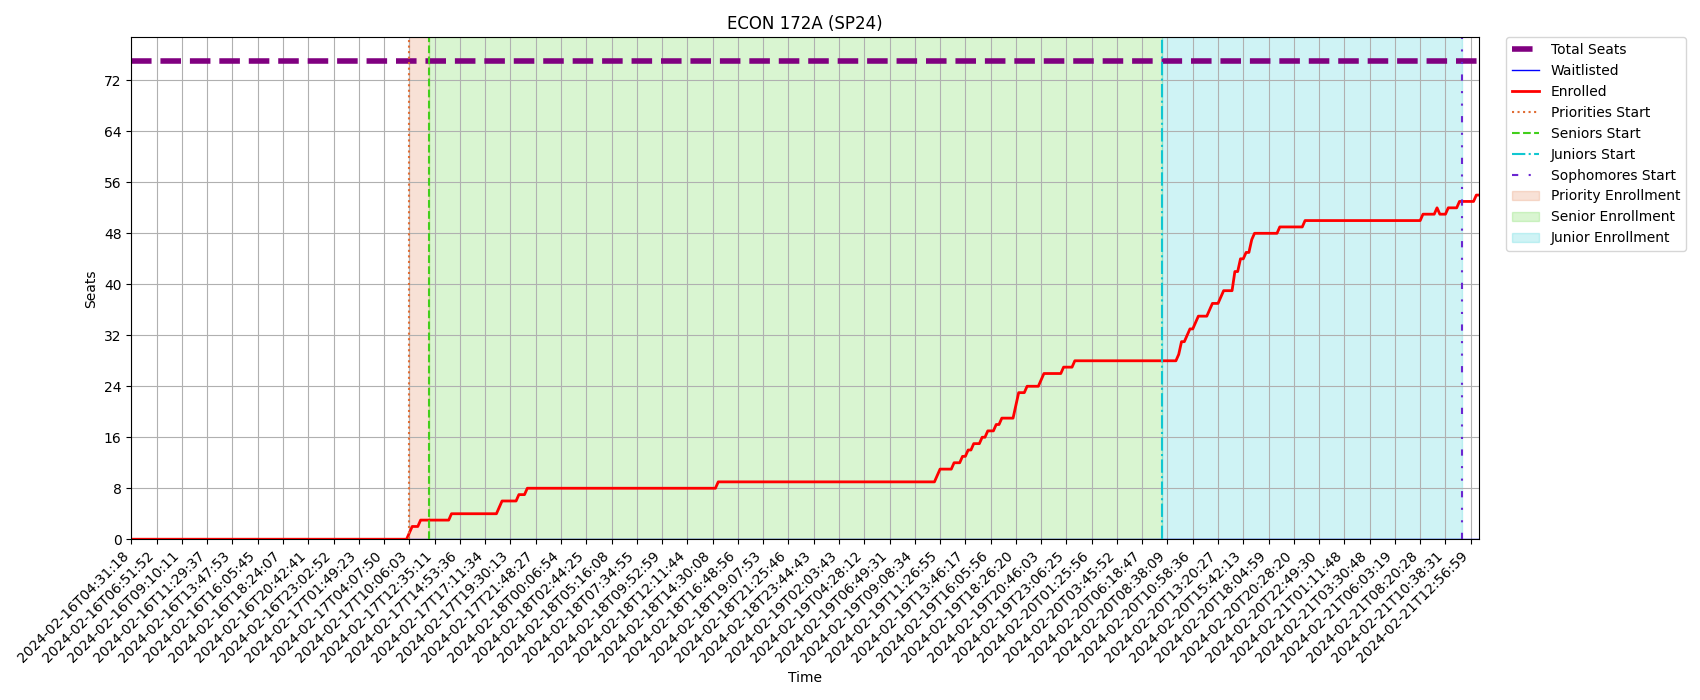 ECON 172A (SP24)
Total Seats
Waitlisted
Enrolled
Priorities Start
Seniors Start
Juniors Start
Sophomores Start
Priority Enrollment
Senior Enrollment
Junior Enrollment
Seats
72
64
56
48
40
32
24
16
8
0
2024-02-16T04:31:18
2024-02-16T06:51:52
2024-02-16T09:10:11
2024-02-16T11:29:37
2024-02-16T13:47:53
2024-02-16T16:05:45
2024-02-16T18:24:07
2024-02-16T20:42:41
2024-02-16T23:02:52
2024-02-17T01:49:23
2024-02-17T04:07:50
2024-02-17T10:06:03
2024-02-17T12:35:11
2024-02-17T14:53:36
2024-02-17T17:11:34
2024-02-17T19:30:13
2024-02-17T21:48:27
2024-02-18T00:06:54
2024-02-18T02:44:25
2024-02-18T05:16:08
2024-02-18T07:34:55
2024-02-18T09:52:59
2024-02-18T12:11:44
2024-02-18T14:30:08
2024-02-18T16:48:56
2024-02-18T19:07:53
2024-02-18T21:25:46
2024-02-18T23:44:43
2024-02-19T02:03:43
2024-02-19T04:28:12
2024-02-19T06:49:31
2024-02-19T09:08:34
2024-02-19T11:26:55
2024-02-19T13:46:17
2024-02-19T16:05:56
2024-02-19T18:26:20
2024-02-19T20:46:03
2024-02-19T23:06:25
2024-02-20T01:25:56
2024-02-20T03:45:52
2024-02-20T06:18:47
2024-02-20T08:38:09
2024-02-20T10:58:36
2024-02-20T13:20:27
2024-02-20T15:42:13
2024-02-20T18:04:59
2024-02-20T20:28:20
2024-02-20T22:49:30
2024-02-21T01:11:48
2024-02-21T03:30:48
2024-02-21T06:03:19
2024-02-21T08:20:28
2024-02-21T10:38:31
2024-02-21T12:56:59
Time